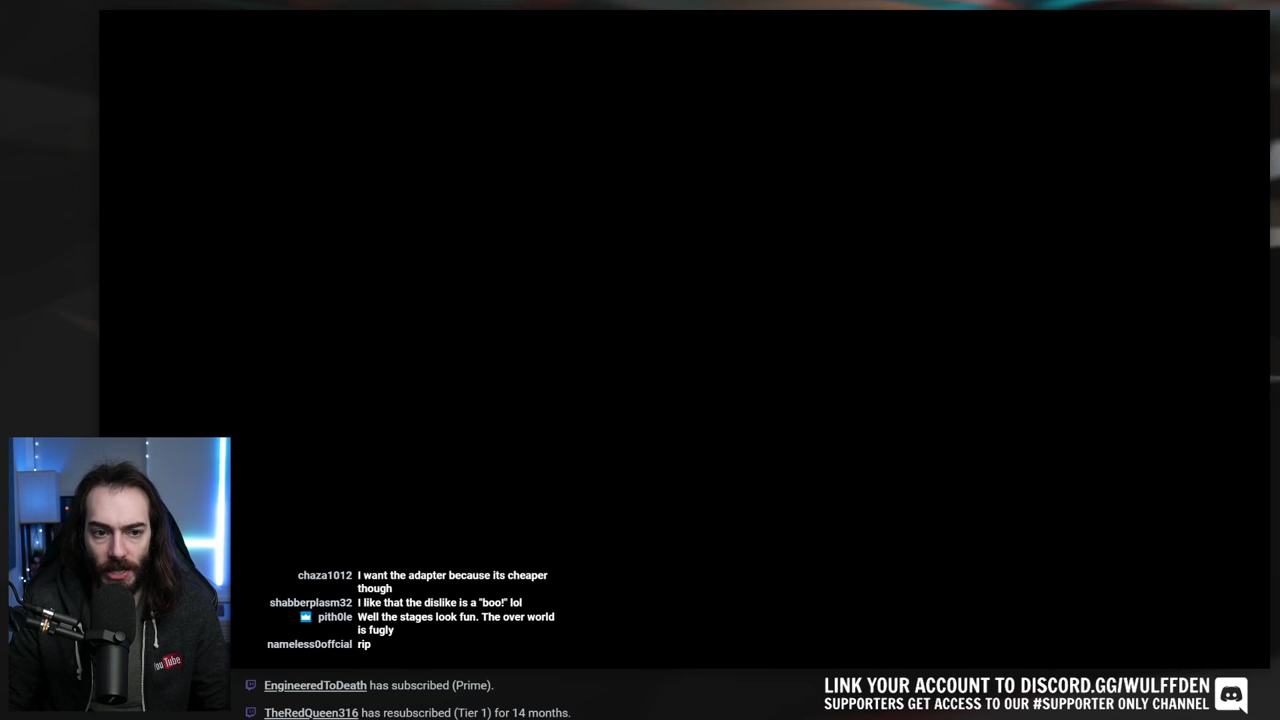 chaza1012 I want the adapter because its cheaper
though
shabberplasm32 I like that the dislike is a "boo!" lol
pith0le Well the stages look fun. The over world
is fugly
nameless0offcial rip
EngineeredToDeath has subscribed (Prime).
TheRedQueen316 has resubscribed (Tier 1) for 14 months.
LINK YOUR ACCOUNT TO DISCORD.GG/WULFFDEN
SUPPORTERS GET ACCESS TO OUR #SUPPORTER ONLY CHANNEL
YouTube